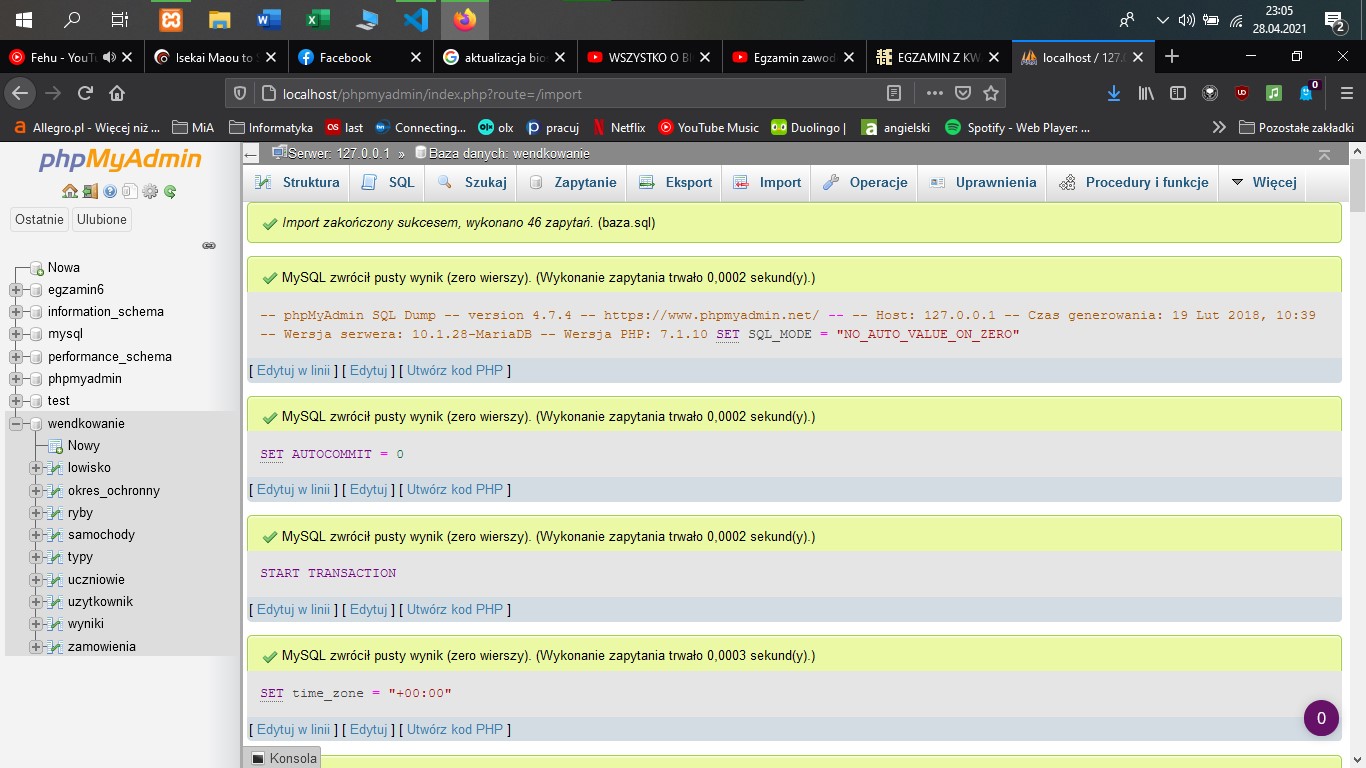 23:05
28.04.2021
2
Fehu - YouTu
Isekai Maou to S
Facebook
aktualizacja bios
WSZYSTKO O BI
Egzamin zawod
EGZAMIN Z KW
localhost / 127.0
localhost/phpmyadmin/index.php?route=/import
0
Allegro.pl - Więcej niż ...
MiA
Informatyka
last
Connecting...
olx
pracuj
Netflix
YouTube Music
Duolingo |
angielski
Spotify - Web Player: ...
Pozostałe zakładki
phpMyAdmin
Ostatnie
Ulubione
Nowa
egzamin6
information_schema
mysql
performance_schema
phpmyadmin
test
wendkowanie
Nowy
lowisko
okres_ochronny
ryby
samochody
typy
uczniowie
uzytkownik
wyniki
zamowienia
Serwer: 127.0.0.1 » Baza danych: wendkowanie
Struktura
SQL
Szukaj
Zapytanie
Eksport
Import
Operacje
Uprawnienia
Procedury i funkcje
Więcej
Import zakończony sukcesem, wykonano 46 zapytań. (baza.sql)
MySQL zwrócił pusty wynik (zero wierszy). (Wykonanie zapytania trwało 0,0002 sekund(y).)
-- phpMyAdmin SQL Dump -- version 4.7.4 -- https://www.phpmyadmin.net/ -- -- Host: 127.0.0.1 -- Czas generowania: 19 Lut 2018, 10:39
-- Wersja serwera: 10.1.28-MariaDB -- Wersja PHP: 7.1.10 SET SQL_MODE = "NO_AUTO_VALUE_ON_ZERO"
[ Edytuj w linii ] [ Edytuj ] [ Utwórz kod PHP ]
MySQL zwrócił pusty wynik (zero wierszy). (Wykonanie zapytania trwało 0,0002 sekund(y).)
SET AUTOCOMMIT = 0
[ Edytuj w linii ] [ Edytuj ] [ Utwórz kod PHP ]
MySQL zwrócił pusty wynik (zero wierszy). (Wykonanie zapytania trwało 0,0002 sekund(y).)
START TRANSACTION
[ Edytuj w linii ] [ Edytuj ] [ Utwórz kod PHP ]
MySQL zwrócił pusty wynik (zero wierszy). (Wykonanie zapytania trwało 0,0003 sekund(y).)
SET time_zone = "+00:00"
[ Edytuj w linii ] [ Edytuj ] [ Utwórz kod PHP ]
0
Konsola